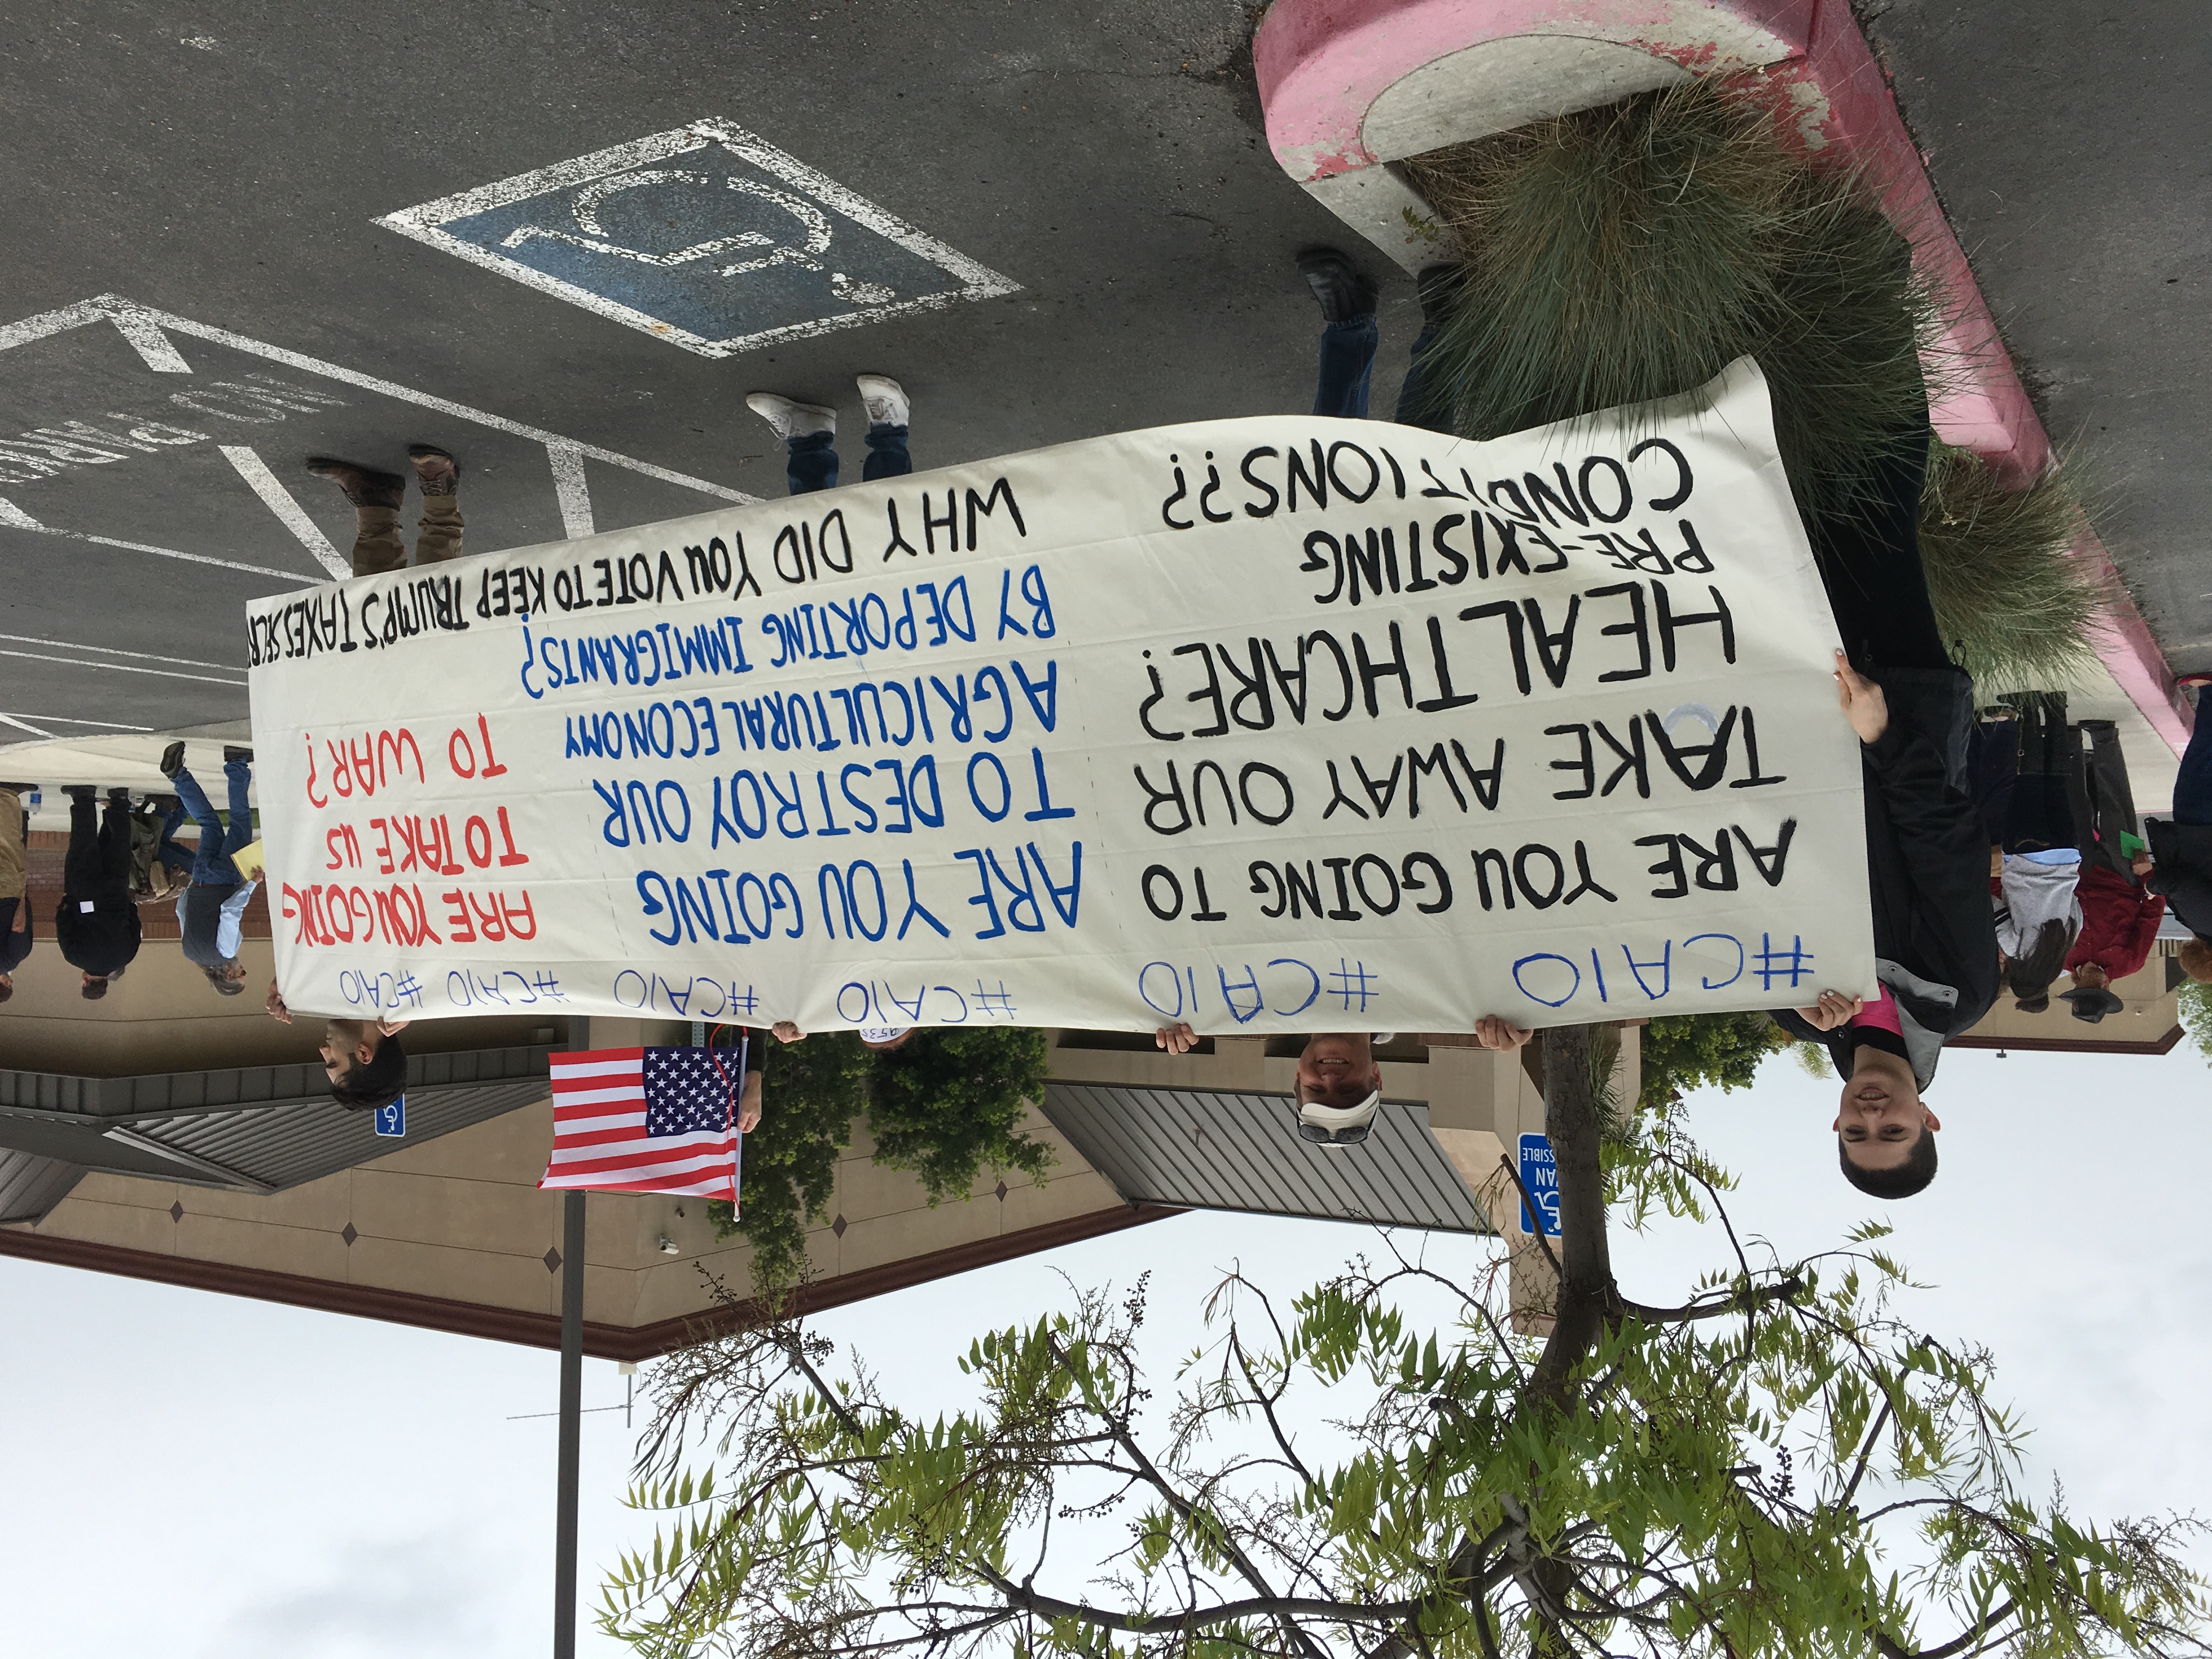 VAN
#CA10 #CA10 #CA10 #CA10 #CA10 #CA10
ARE YOU GOING TO
TAKE AWAY OUR
HEALTHCARE?
PRE-EXISTING
CONDITIONS??
ARE YOU GOING
TO DESTROY OUR
AGRICULTURAL ECONOMY
BY DEPORTING IMMIGRANTS?
ARE YOU GOING
TO TAKE US
TO WAR?
WHY DID YOU VOTE TO KEEP TRUMP'S TAXES SECR
NO PARKING